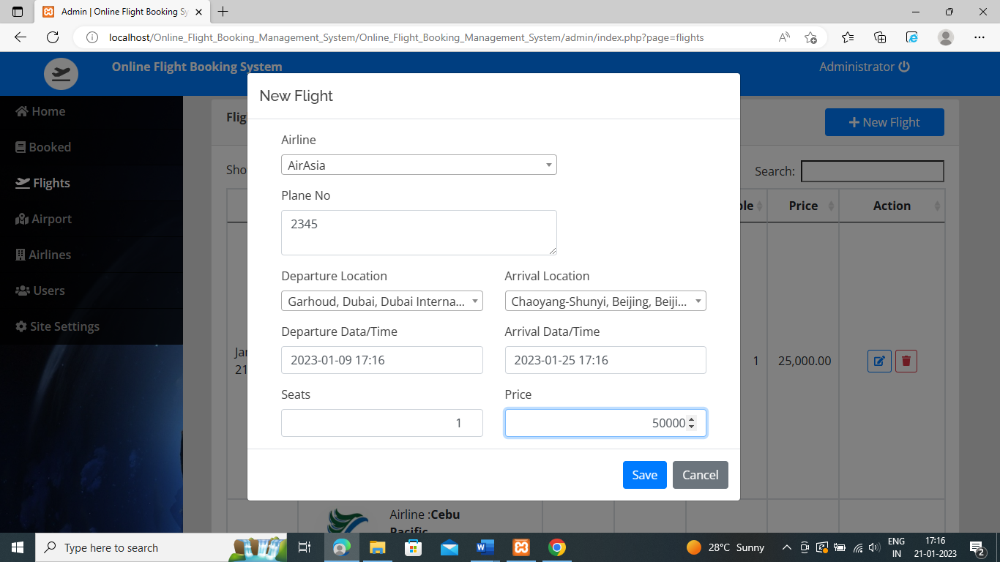 Admin | Online Flight Booking Sy
localhost/Online_Flight_Booking_Management_System/Online_Flight_Booking_Management_System/admin/index.php?page=flights
Online Flight Booking System
Administrator
New Flight
Home
Booked
Flights
Airport
Airlines
Users
Site Settings
Flig
New Flight
Sho
Search:
ble Price Action
Airline
AirAsia
Plane No
2345
Departure Location Arrival Location
Garhoud, Dubai, Dubai Interna... Chaoyang-Shunyi, Beijing, Beiji...
Departure Data/Time Arrival Data/Time
2023-01-09 17:16 2023-01-25 17:16
Seats Price
1 50000
Save Cancel
Jan
21
1 25,000.00
Airline :Cebu
Pacific
Type here to search
28°C Sunny
ENG
IN
17:16
21-01-2023
2